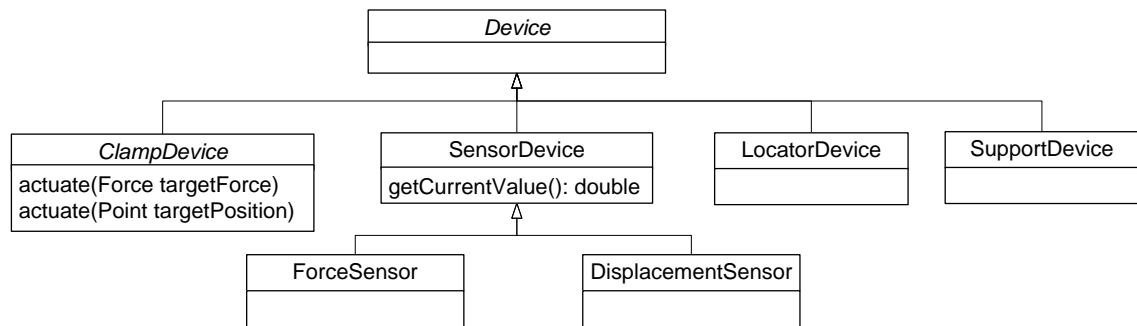 Device
ClampDevice
actuate(Force targetForce)
actuate(Point targetPosition)
SensorDevice
getCurrentValue(): double
LocatorDevice
SupportDevice
ForceSensor
DisplacementSensor